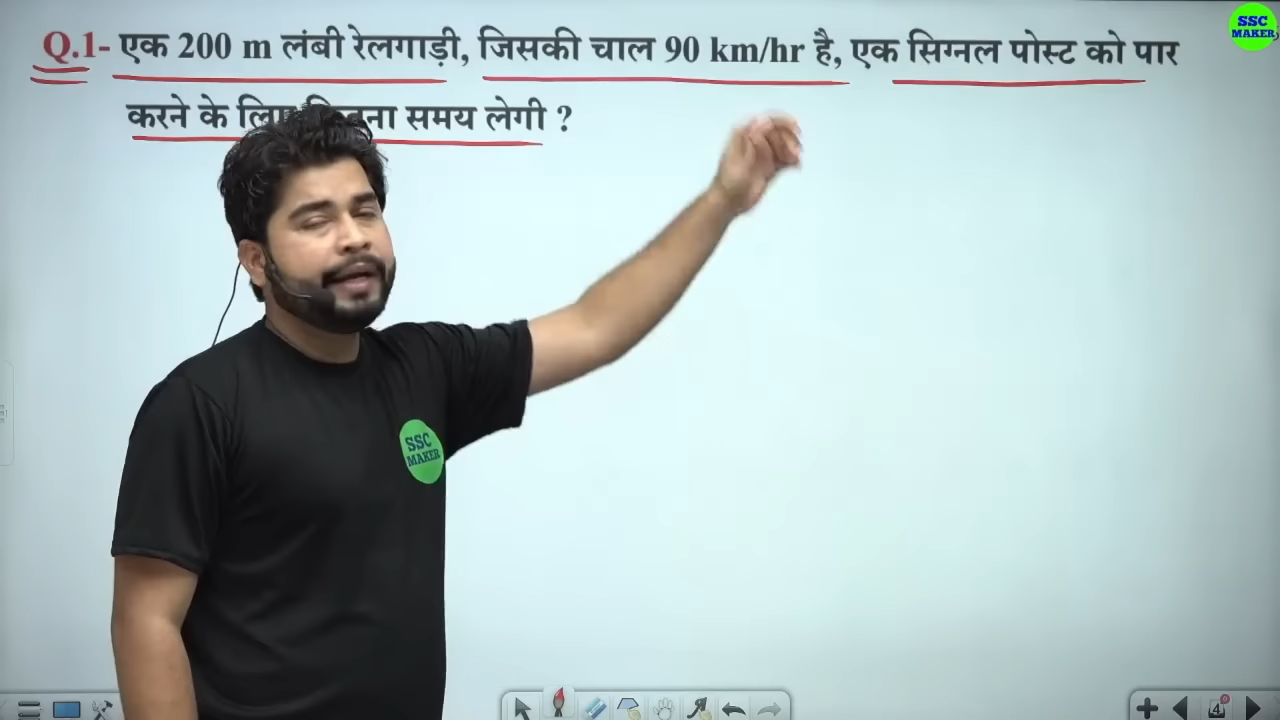 SSC
MAKER
Q.1- एक 200 m लंबी रेलगाड़ी, जिसकी चाल 90 km/hr है, एक सिग्नल पोस्ट को पार
करने के समय लेगी ?
SSC
MAKER